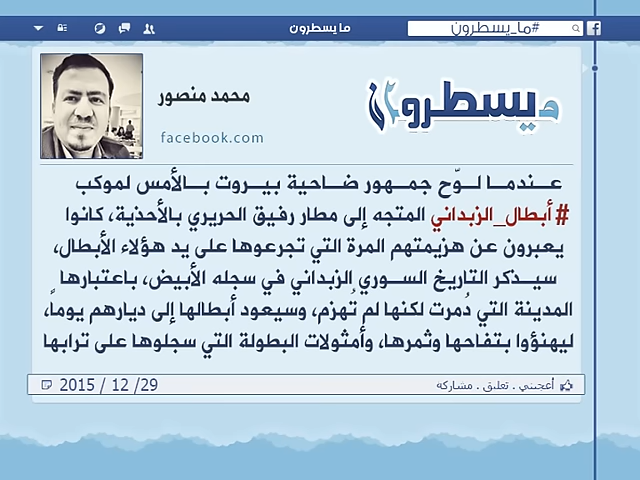 ما يسطرون
#ما_يسطرون
ما يسطرون
محمد منصور
facebook.com
عندما لوّح جمهور ضاحية بيروت بالأمس لموكب
#أبطال_الزبداني المتجه إلى مطار رفيق الحريري بالأحذية، كانوا
يعبرون عن هزيمتهم المرة التي تجرعوها على يد هؤلاء الأبطال،
سيذكر التاريخ السوري الزبداني في سجله الأبيض، باعتبارها
المدينة التي دُمرت لكنها لم تُهزم، وسيعود أبطالها إلى ديارهم يوماً،
ليهنؤوا بتفاحها وثمرها، وأمثولات البطولة التي سجلوها على ترابها
أعجبني . تعليق . مشاركة
2015 / 12 /29